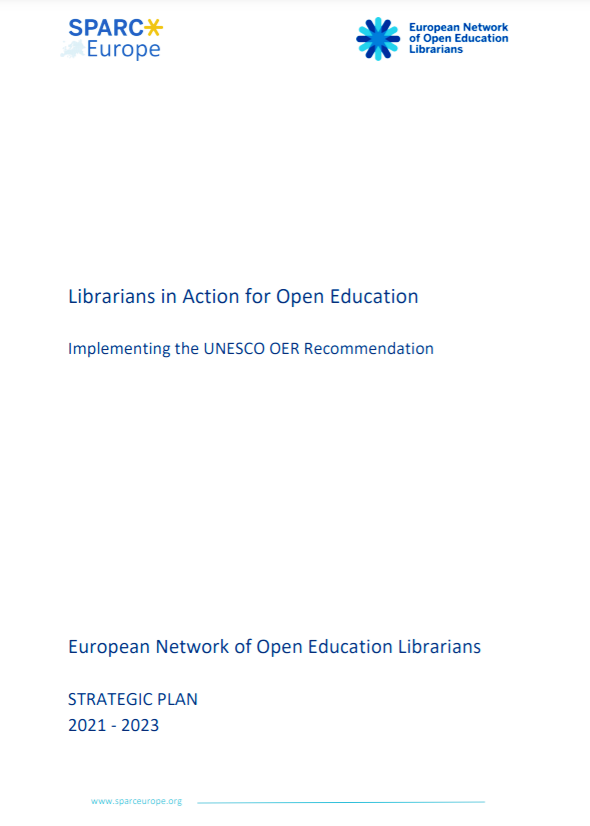 SPARC
Europe
European Network
of Open Education
Librarians
Librarians in Action for Open Education
Implementing the UNESCO OER Recommendation
European Network of Open Education Librarians
STRATEGIC PLAN
2021 - 2023
www.sparceurope.org